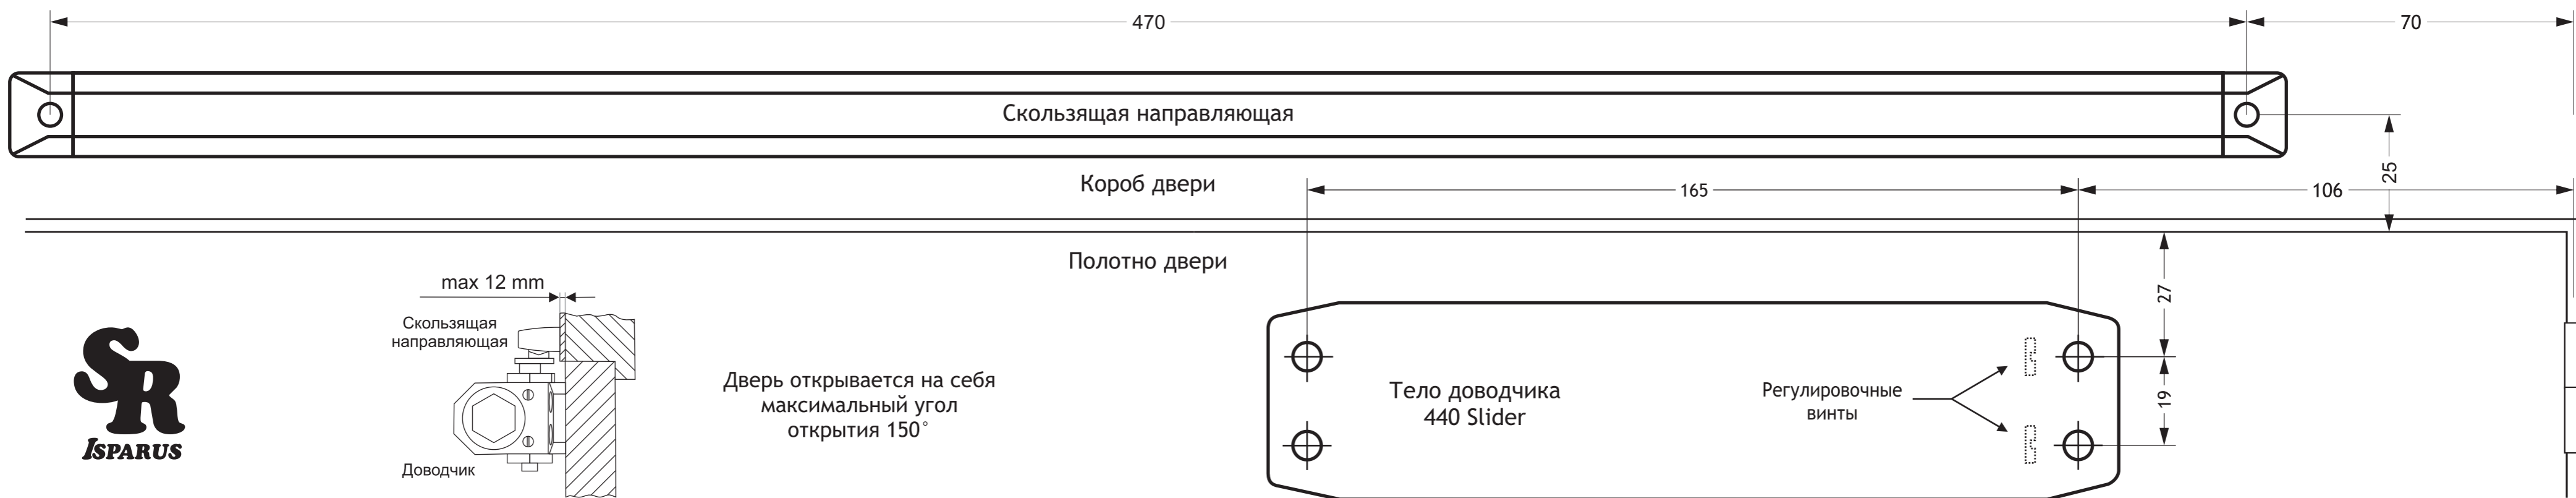 470
70
Скользящая направляющая
25
Короб двери
165
106
Полотно двери
27
max 12 mm
Скользящая
направляющая
SR
ISPARUS
Дверь открывается на себя
максимальный угол
открытия 150°
Доводчик
Тело доводчика
440 Slider
Регулировочные
винты
19